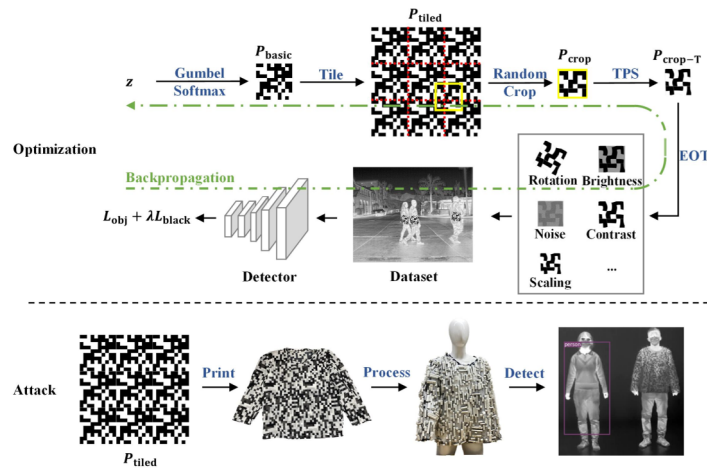 P_tiled
P_basic
P_crop
P_crop−T
z
Gumbel
Softmax
Tile
Random
Crop
TPS
Optimization
EOT
Backpropagation
Rotation
Brightness
L_obj + λL_black
Noise
Contrast
Detector
Dataset
Scaling
...
Attack
Print
Process
Detect
person
P_tiled